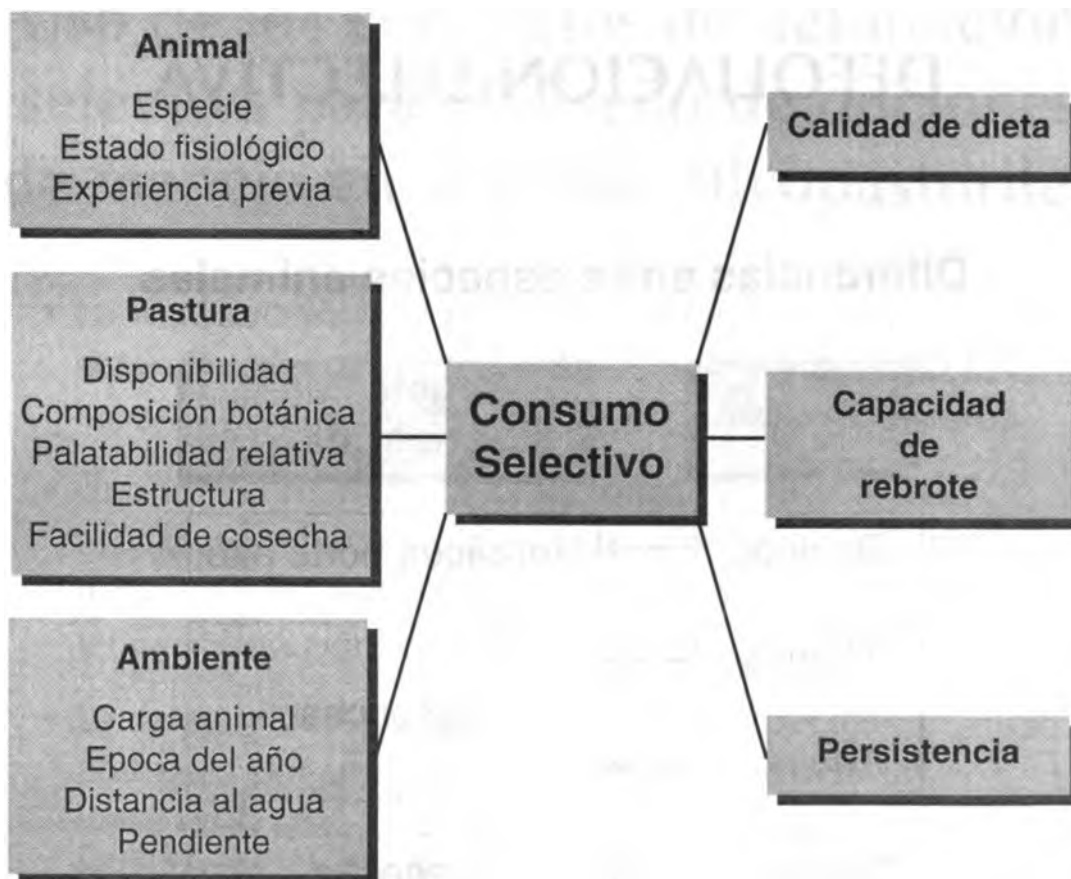 Animal
Especie
Estado fisiológico
Experiencia previa
Pastura
Disponibilidad
Composición botánica
Palatabilidad relativa
Estructura
Facilidad de cosecha
Ambiente
Carga animal
Epoca del año
Distancia al agua
Pendiente
Consumo
Selectivo
Calidad de dieta
Capacidad
de
rebrote
Persistencia